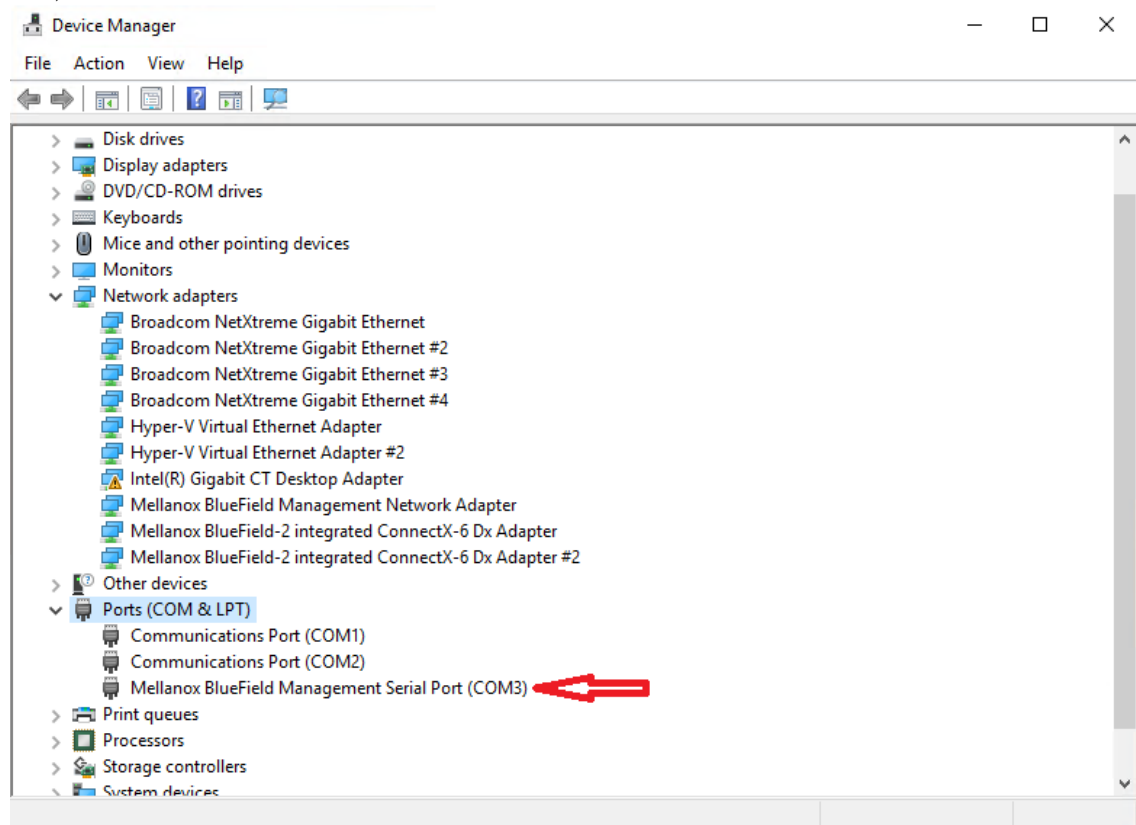 Device Manager
File Action View Help
Disk drives
Display adapters
DVD/CD-ROM drives
Keyboards
Mice and other pointing devices
Monitors
Network adapters
Broadcom NetXtreme Gigabit Ethernet
Broadcom NetXtreme Gigabit Ethernet #2
Broadcom NetXtreme Gigabit Ethernet #3
Broadcom NetXtreme Gigabit Ethernet #4
Hyper-V Virtual Ethernet Adapter
Hyper-V Virtual Ethernet Adapter #2
Intel(R) Gigabit CT Desktop Adapter
Mellanox BlueField Management Network Adapter
Mellanox BlueField-2 integrated ConnectX-6 Dx Adapter
Mellanox BlueField-2 integrated ConnectX-6 Dx Adapter #2
Other devices
Ports (COM & LPT)
Communications Port (COM1)
Communications Port (COM2)
Mellanox BlueField Management Serial Port (COM3)
Print queues
Processors
Storage controllers
System devices